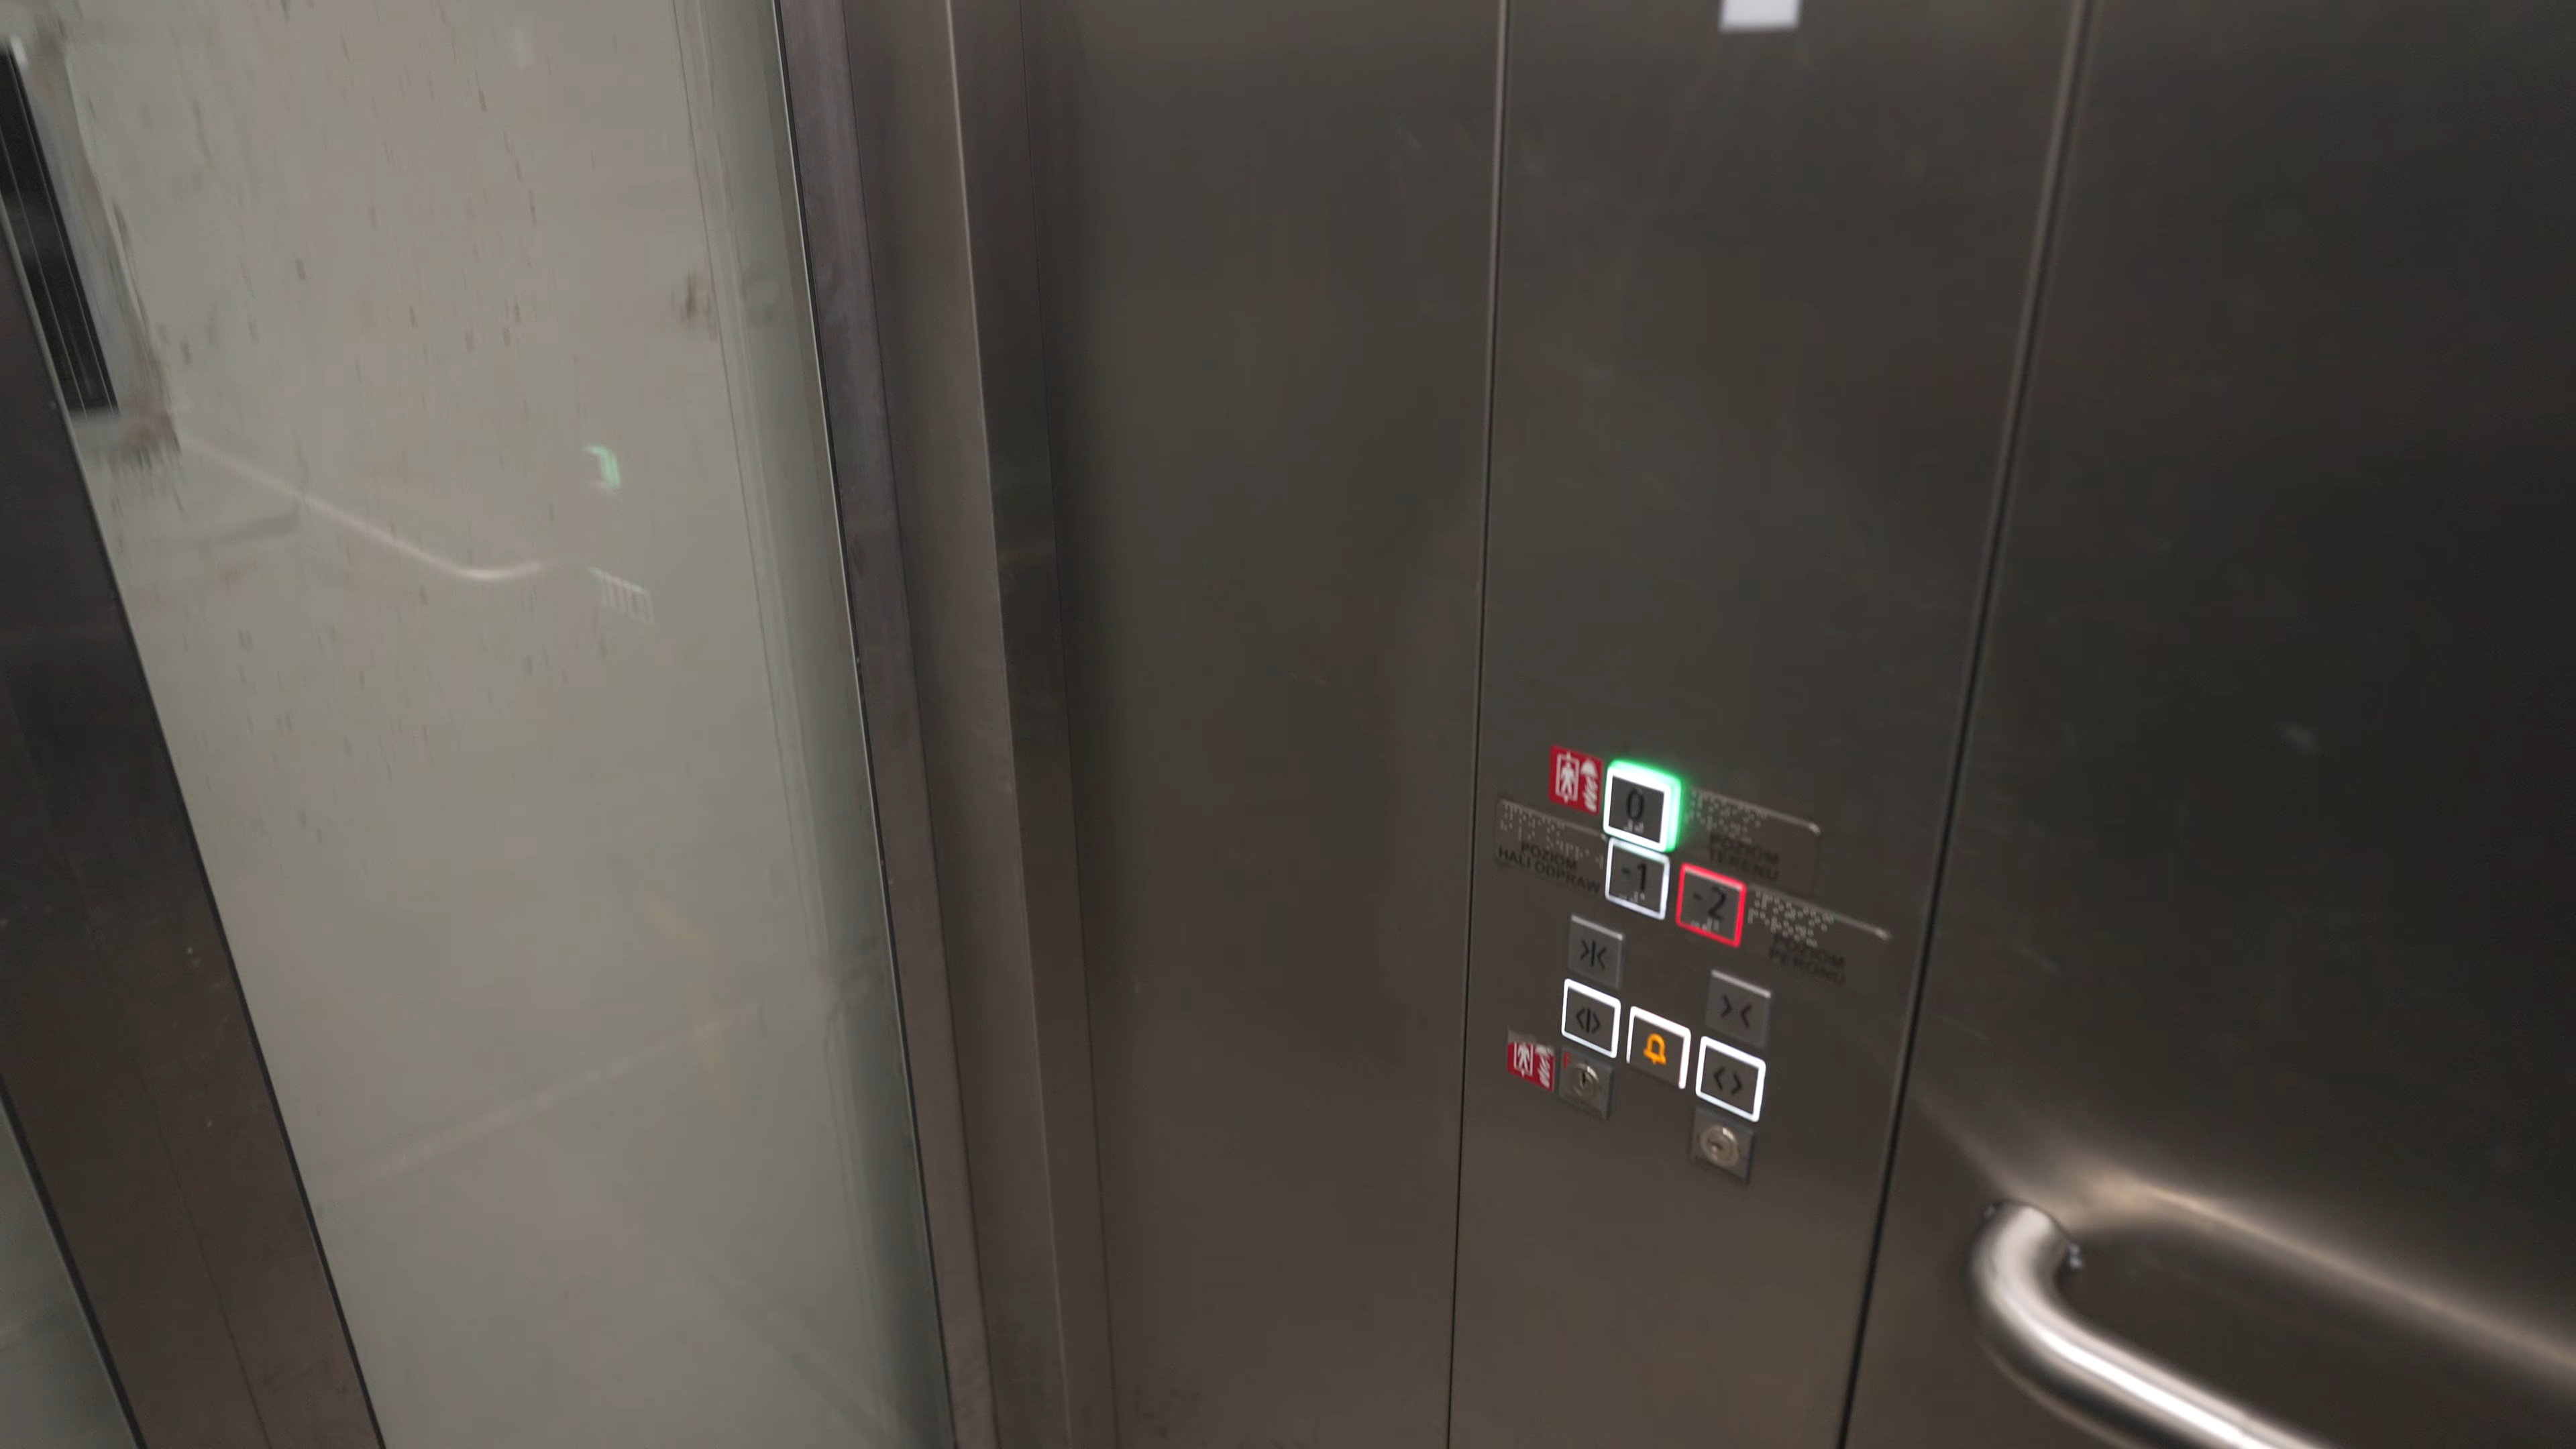 0
POZIOM
TERENU
POZIOM
HALI ODPRAW
-1
-2
POZIOM
PERONU
>|<
> <
<|>
< >